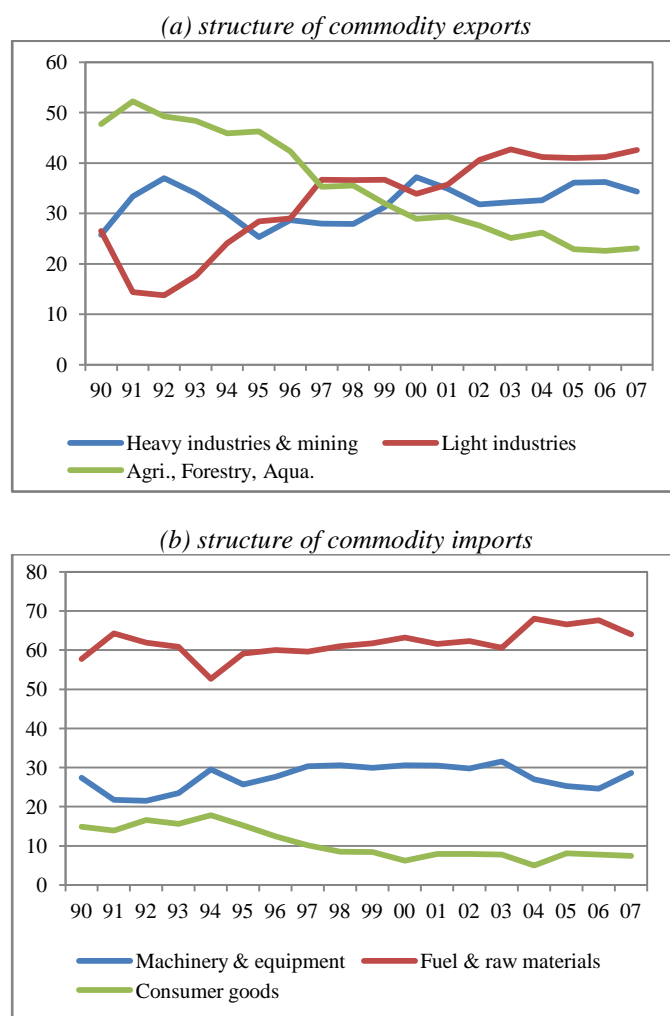 (a) structure of commodity exports
60
50
40
30
20
10
0
90 91 92 93 94 95 96 97 98 99 00 01 02 03 04 05 06 07
Heavy industries & mining Light industries
Agri., Forestry, Aqua.
(b) structure of commodity imports
80
70
60
50
40
30
20
10
0
90 91 92 93 94 95 96 97 98 99 00 01 02 03 04 05 06 07
Machinery & equipment Fuel & raw materials
Consumer goods